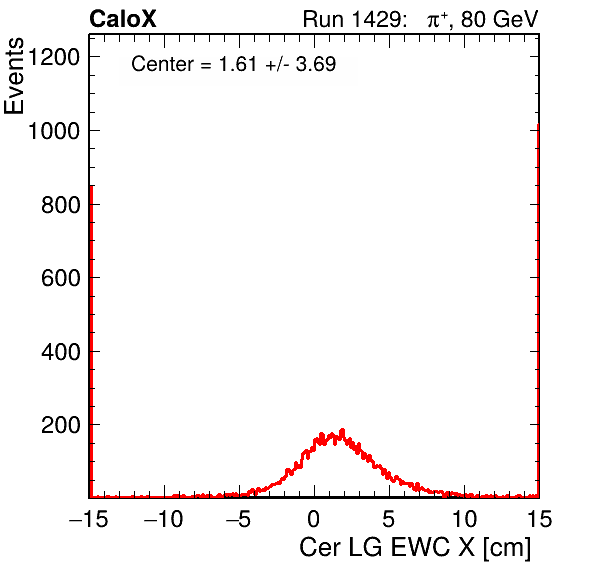 CaloX Run 1429: π⁺, 80 GeV
Events
Center = 1.61 +/- 3.69
1200
1000
800
600
400
200
−15 −10 −5 0 5 10 15
Cer LG EWC X [cm]